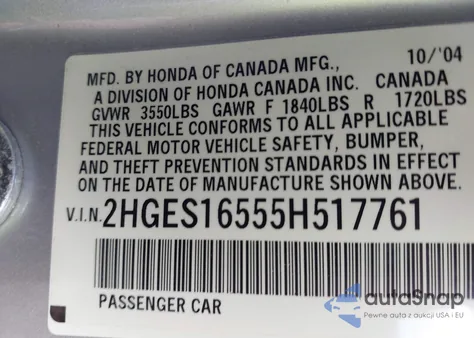 10/'04
MFD. BY HONDA OF CANADA MFG.,
A DIVISION OF HONDA CANADA INC. CANADA
GVWR 3550LBS GAWR F 1840LBS R 1720LBS
THIS VEHICLE CONFORMS TO ALL APPLICABLE
FEDERAL MOTOR VEHICLE SAFETY, BUMPER,
AND THEFT PREVENTION STANDARDS IN EFFECT
ON THE DATE OF MANUFACTURE SHOWN ABOVE.
V.I.N. 2HGES16555H517761
PASSENGER CAR
autoSnap
Pewne auta z aukcji USA i EU